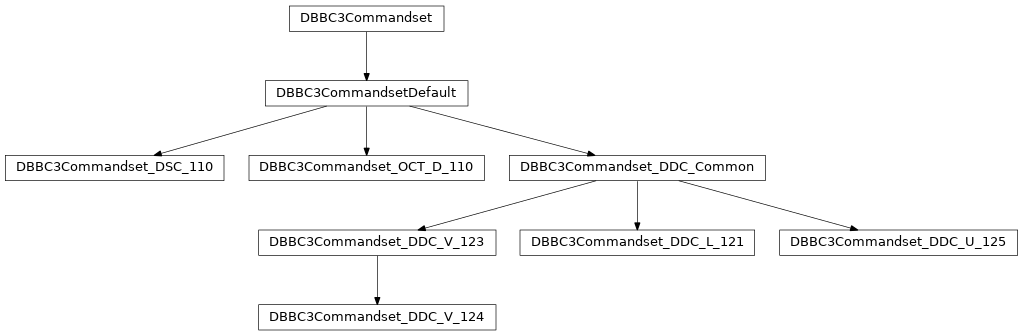 DBBC3Commandset
DBBC3CommandsetDefault
DBBC3Commandset_DSC_110
DBBC3Commandset_OCT_D_110
DBBC3Commandset_DDC_Common
DBBC3Commandset_DDC_V_123
DBBC3Commandset_DDC_L_121
DBBC3Commandset_DDC_U_125
DBBC3Commandset_DDC_V_124